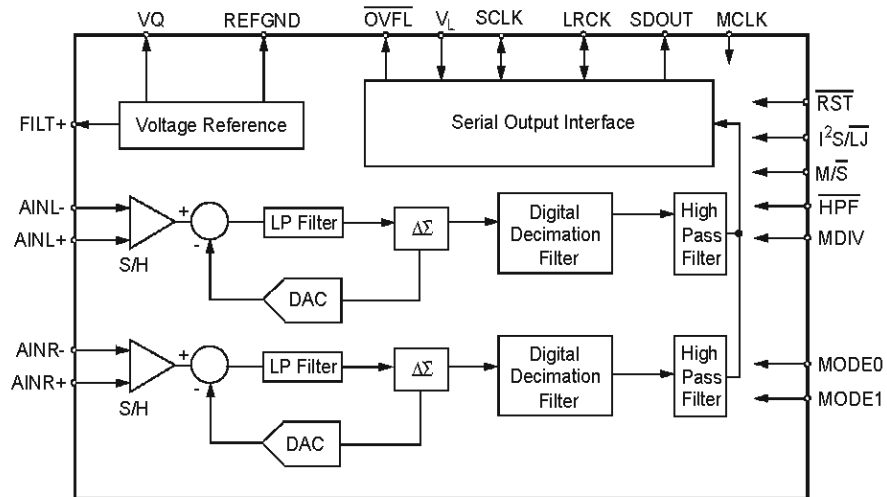 VQ REFGND OVFL V_L SCLK LRCK SDOUT MCLK
FILT+ Voltage Reference Serial Output Interface RST
I²S/LJ
M/S
AINL- + LP Filter ΔΣ Digital Decimation Filter High Pass Filter HPF
AINL+ - MDIV
S/H DAC
AINR- + LP Filter ΔΣ Digital Decimation Filter High Pass Filter MODE0
AINR+ - MODE1
S/H DAC